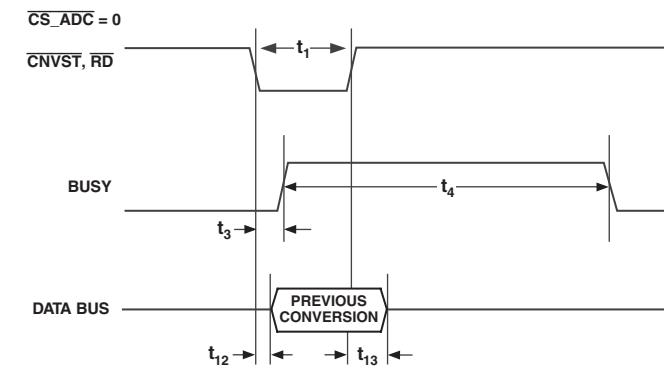 CS_ADC = 0
CNVST, RD
t1
BUSY
t4
t3
DATA BUS
PREVIOUS
CONVERSION
t12
t13